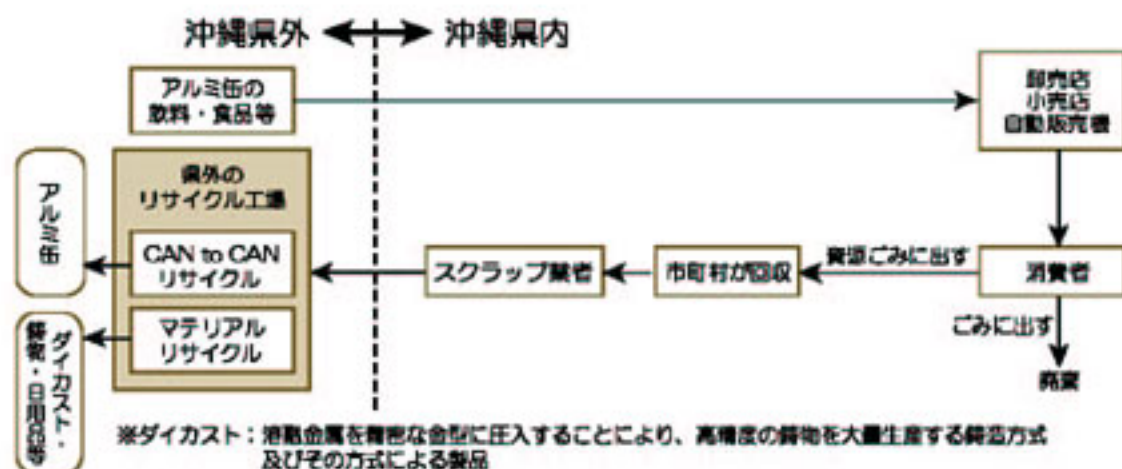 沖縄県外
沖縄県内
アルミ缶の
飲料・食品等
卸売店
小売店
自動販売機
県外の
リサイクル工場
アルミ缶
CAN to CAN
リサイクル
スクラップ業者
市町村が回収
資源ごみに出す
消費者
マテリアル
リサイクル
ごみに出す
ダイカスト・
鋳物・日用品等
廃棄
※ダイカスト：溶融金属を精密な金型に圧入することにより、高精度の鋳物を大量生産する鋳造方式
及びその方式による製品